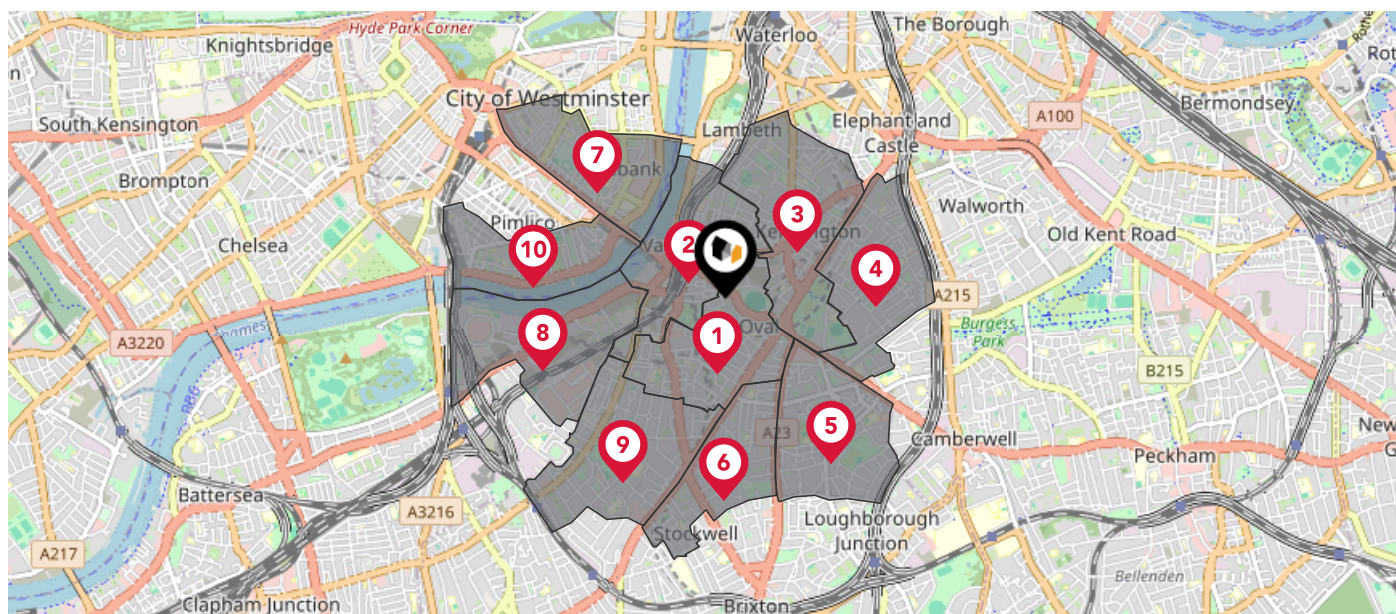 Hyde Park Corner
Knightsbridge
Waterloo
The Borough
City of Westminster
South Kensington
Lambeth
Elephant and
Castle
A100
Bermondsey
7
bank
Brompton
3
Kennington
Walworth
Pimlico
10
2
Chelsea
Old Kent Road
4
A215
Thames
A3220
8
1
Oval
Burgess
Park
B215
9
6
A23
5
Camberwell
Peckham
Battersea
A3216
Stockwell
Loughborough
Junction
A217
Bellenden
Clapham Junction
Brixton